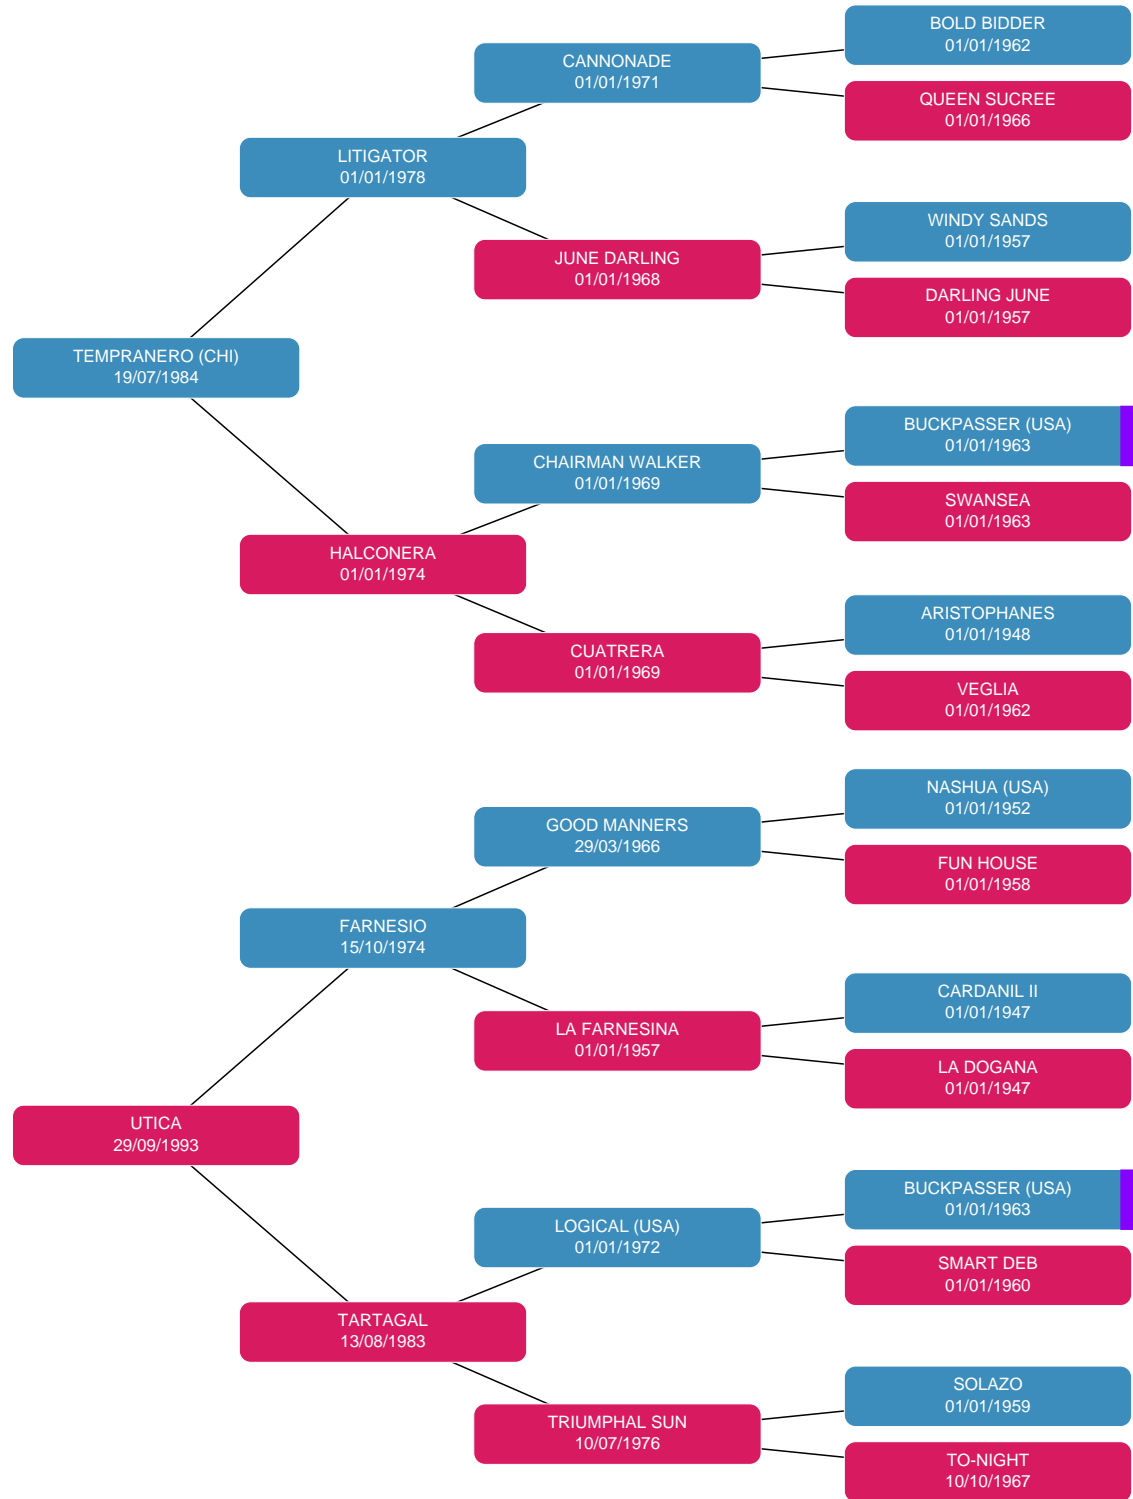 BOLD BIDDER
01/01/1962
CANNONADE
01/01/1971
QUEEN SUCREE
01/01/1966
LITIGATOR
01/01/1978
WINDY SANDS
01/01/1957
JUNE DARLING
01/01/1968
DARLING JUNE
01/01/1957
TEMPRANERO (CHI)
19/07/1984
BUCKPASSER (USA)
01/01/1963
CHAIRMAN WALKER
01/01/1969
SWANSEA
01/01/1963
HALCONERA
01/01/1974
ARISTOPHANES
01/01/1948
CUATRERA
01/01/1969
VEGLIA
01/01/1962
NASHUA (USA)
01/01/1952
GOOD MANNERS
29/03/1966
FUN HOUSE
01/01/1958
FARNESIO
15/10/1974
CARDANIL II
01/01/1947
LA FARNESINA
01/01/1957
LA DOGANA
01/01/1947
UTICA
29/09/1993
BUCKPASSER (USA)
01/01/1963
LOGICAL (USA)
01/01/1972
SMART DEB
01/01/1960
TARTAGAL
13/08/1983
SOLAZO
01/01/1959
TRIUMPHAL SUN
10/07/1976
TO-NIGHT
10/10/1967